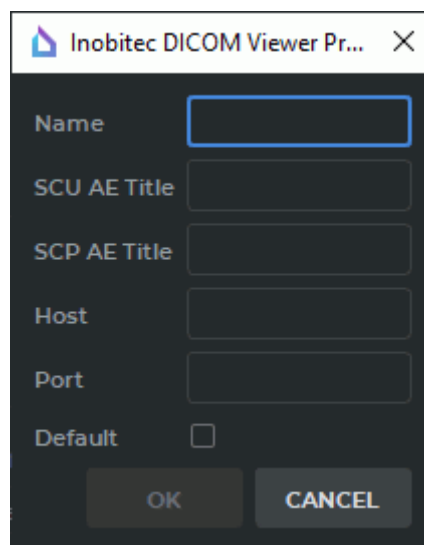 Inobitec DICOM Viewer Pr...
Name
SCU AE Title
SCP AE Title
Host
Port
Default
OK CANCEL